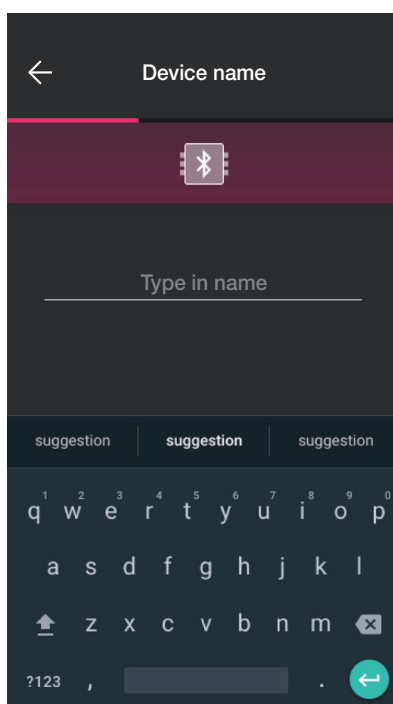 Device name
Type in name
suggestion suggestion suggestion
1 2 3 4 5 6 7 8 9 0
q w e r t y u i o p
a s d f g h j k l
z x c v b n m
?123 , .